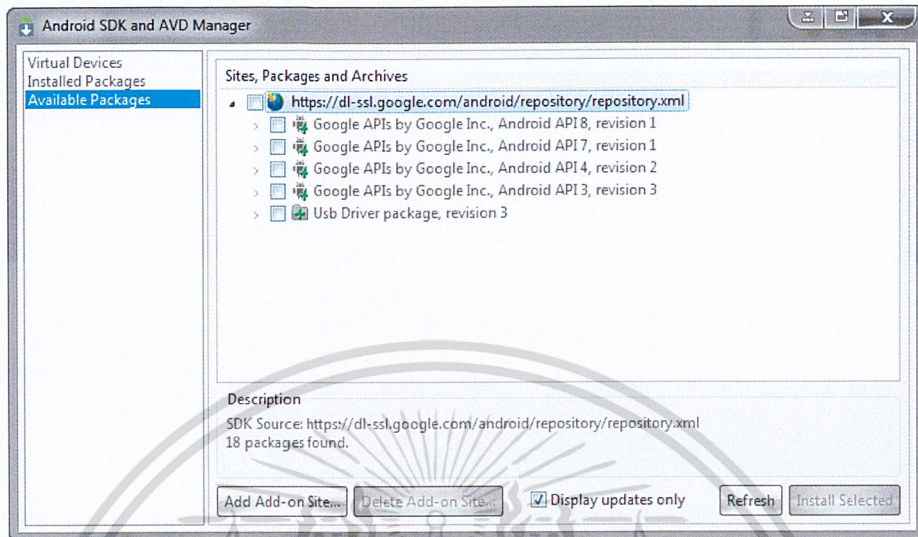 Android SDK and AVD Manager
Virtual Devices
Installed Packages
Available Packages
Sites, Packages and Archives
https://dl-ssl.google.com/android/repository/repository.xml
Google APIs by Google Inc., Android API 8, revision 1
Google APIs by Google Inc., Android API 7, revision 1
Google APIs by Google Inc., Android API 4, revision 2
Google APIs by Google Inc., Android API 3, revision 3
Usb Driver package, revision 3
Description
SDK Source: https://dl-ssl.google.com/android/repository/repository.xml
18 packages found.
Add Add-on Site... Delete Add-on Site... Display updates only Refresh Install Selected